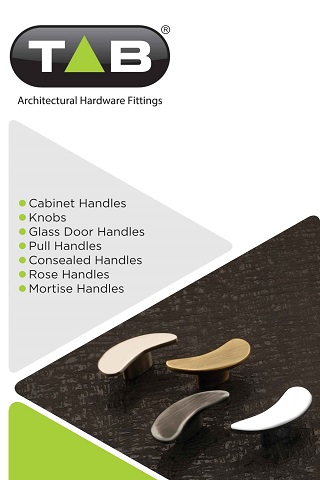 TAB®
Architectural Hardware Fittings
Cabinet Handles
Knobs
Glass Door Handles
Pull Handles
Consealed Handles
Rose Handles
Mortise Handles